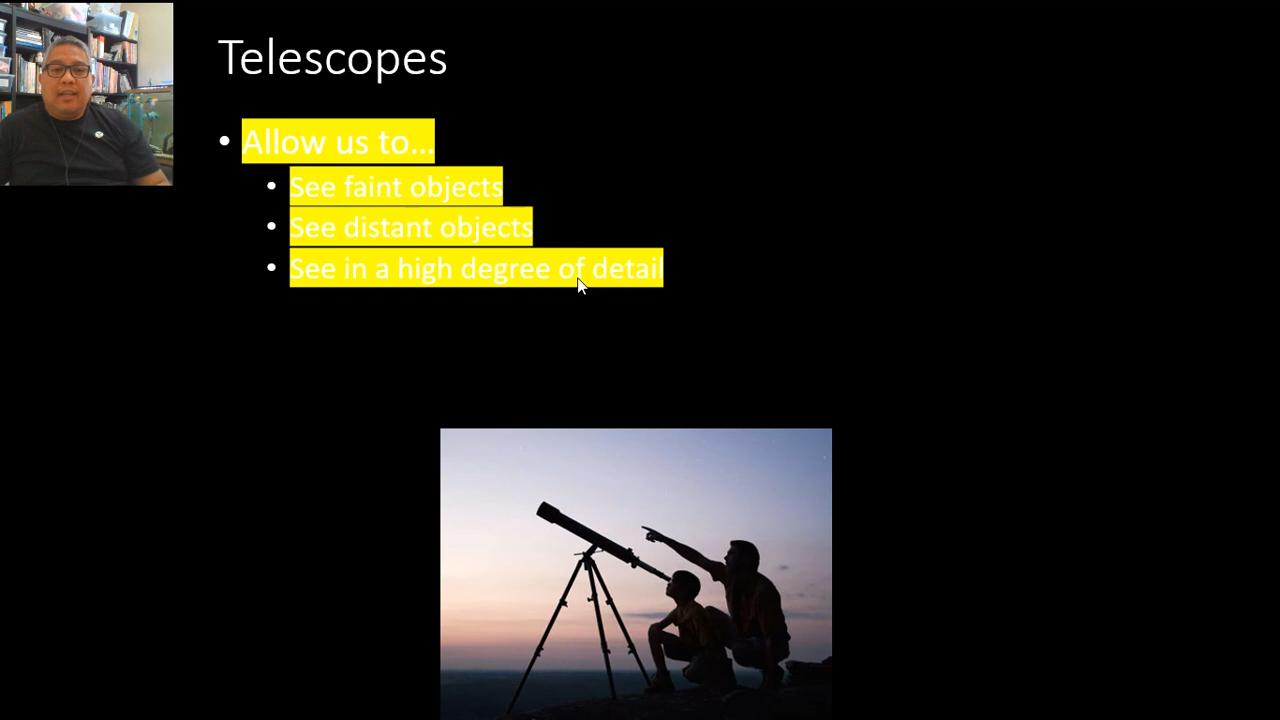 Telescopes
• Allow us to...
• See faint objects
• See distant objects
• See in a high degree of detail